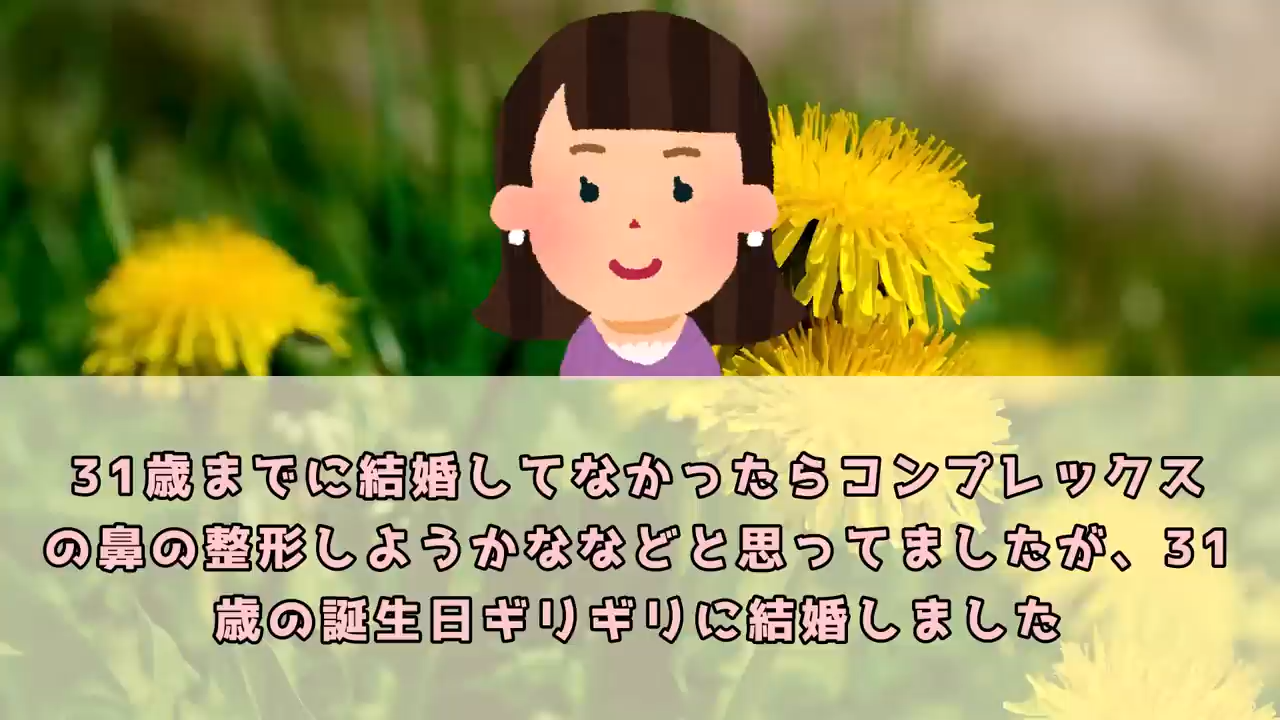 31歳までに結婚してなかったらコンプレックス
の鼻の整形しようかななどと思ってましたが、31
歳の誕生日ギリギリに結婚しました